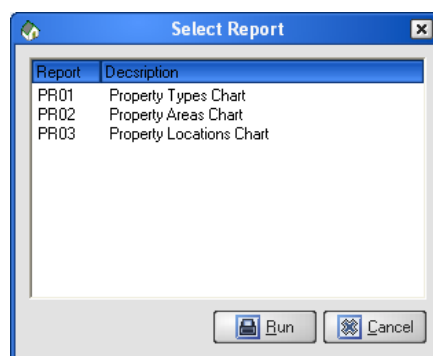 Select Report
Report Decsription
PR01 Property Types Chart
PR02 Property Areas Chart
PR03 Property Locations Chart
Run Cancel